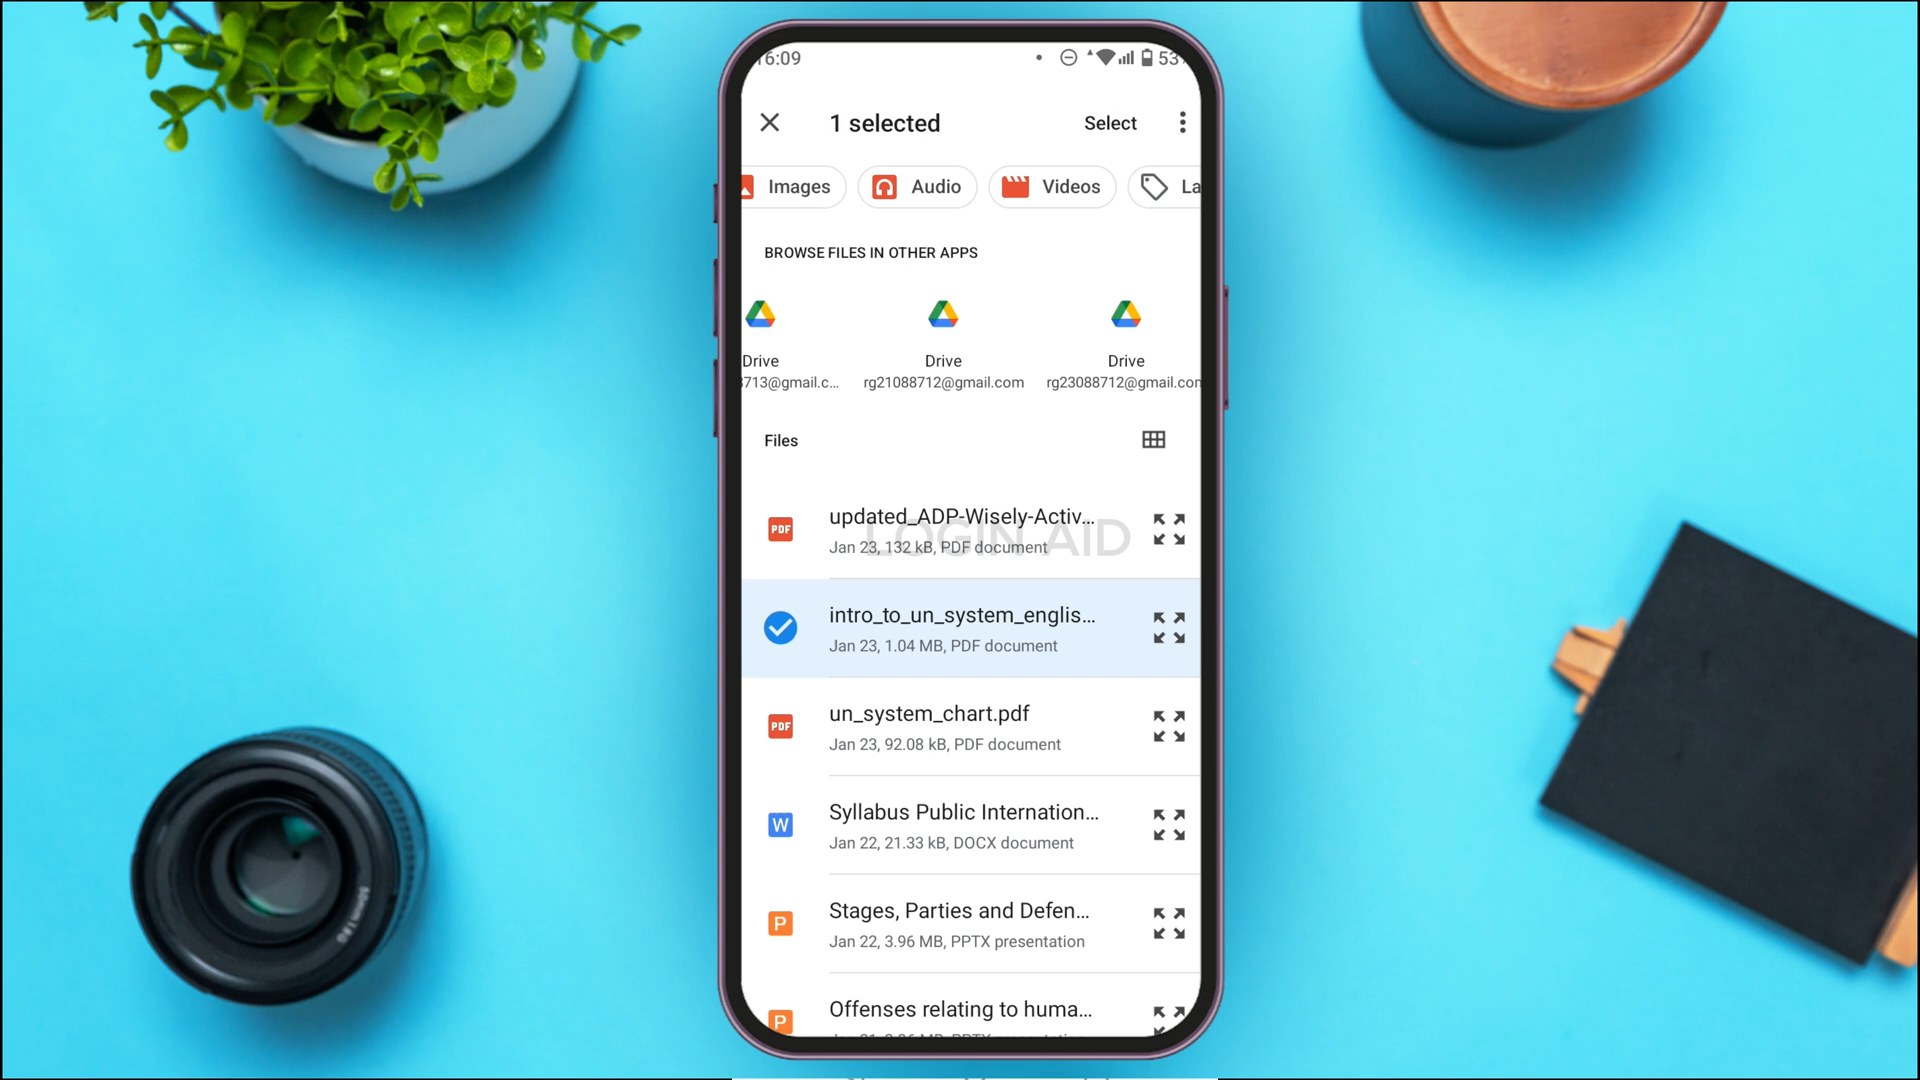 16:09
53
1 selected
Select
Images
Audio
Videos
La
BROWSE FILES IN OTHER APPS
Drive
Drive
Drive
3713@gmail.c...
rg21088712@gmail.com
rg23088712@gmail.com
Files
PDF
updated_ADP-Wisely-Activ...
Jan 23, 132 kB, PDF document
LOGIN AID
intro_to_un_system_englis...
Jan 23, 1.04 MB, PDF document
PDF
un_system_chart.pdf
Jan 23, 92.08 kB, PDF document
W
Syllabus Public Internation...
Jan 22, 21.33 kB, DOCX document
P
Stages, Parties and Defen...
Jan 22, 3.96 MB, PPTX presentation
P
Offenses relating to huma...